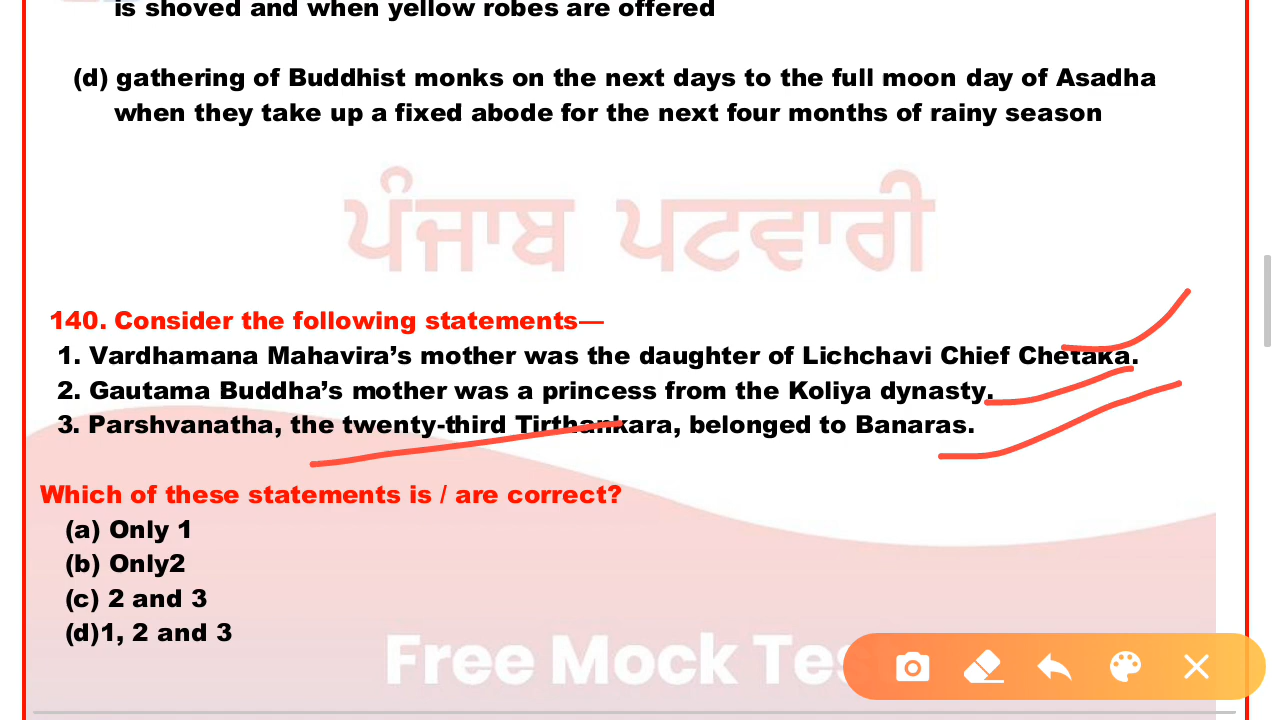 is shoved and when yellow robes are offered
(d) gathering of Buddhist monks on the next days to the full moon day of Asadha
when they take up a fixed abode for the next four months of rainy season
ਪੰਜਾਬ ਪਟਵਾਰੀ
140. Consider the following statements—
1. Vardhamana Mahavira’s mother was the daughter of Lichchavi Chief Chetaka.
2. Gautama Buddha’s mother was a princess from the Koliya dynasty.
3. Parshvanatha, the twenty-third Tirthankara, belonged to Banaras.
Which of these statements is / are correct?
(a) Only 1
(b) Only2
(c) 2 and 3
(d)1, 2 and 3
Free Mock Tes